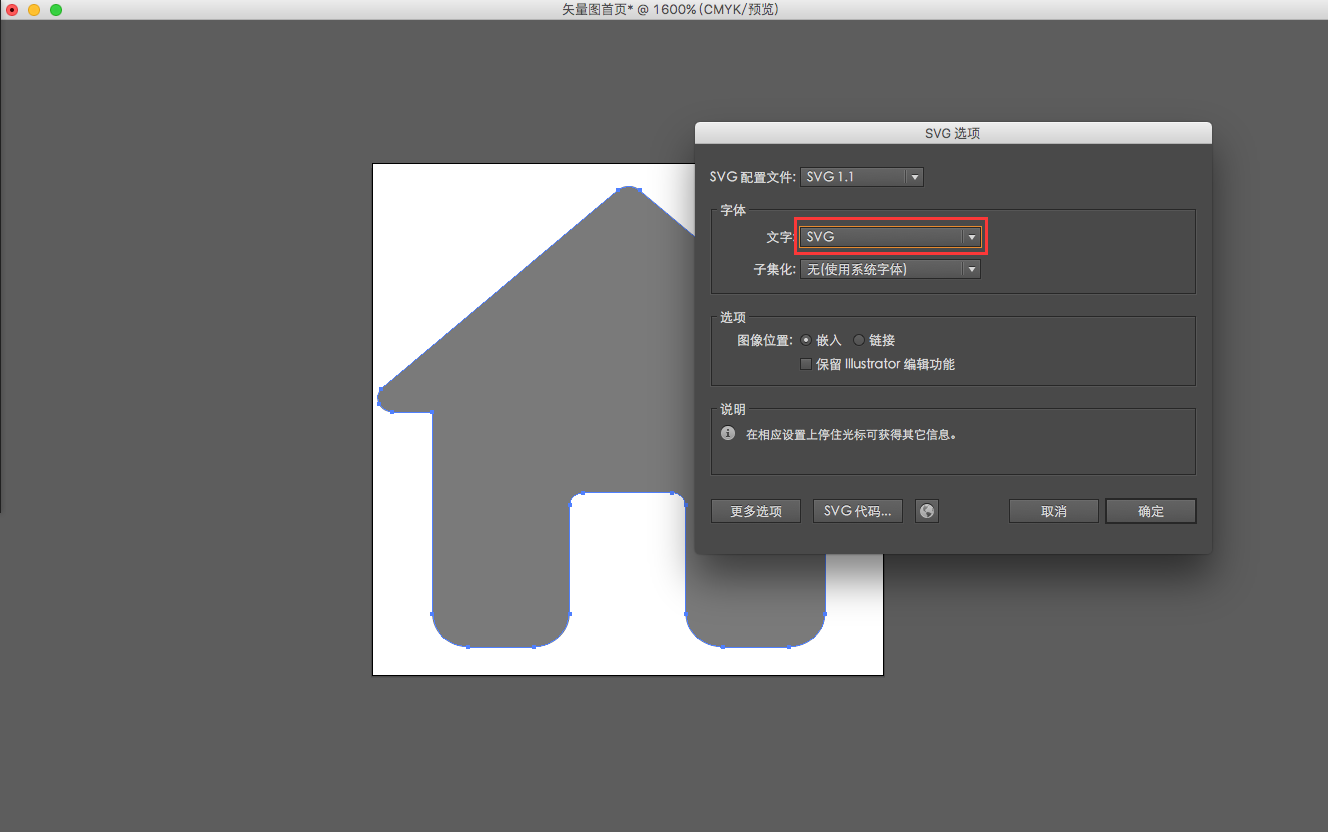 矢量图首页* @ 1600% (CMYK/预览)
SVG 选项
SVG 配置文件: SVG 1.1
字体
文字: SVG
子集化: 无(使用系统字体)
选项
图像位置: 嵌入 链接
保留 Illustrator 编辑功能
说明
在相应设置上停住光标可获得其它信息。
更多选项 SVG 代码... 取消 确定